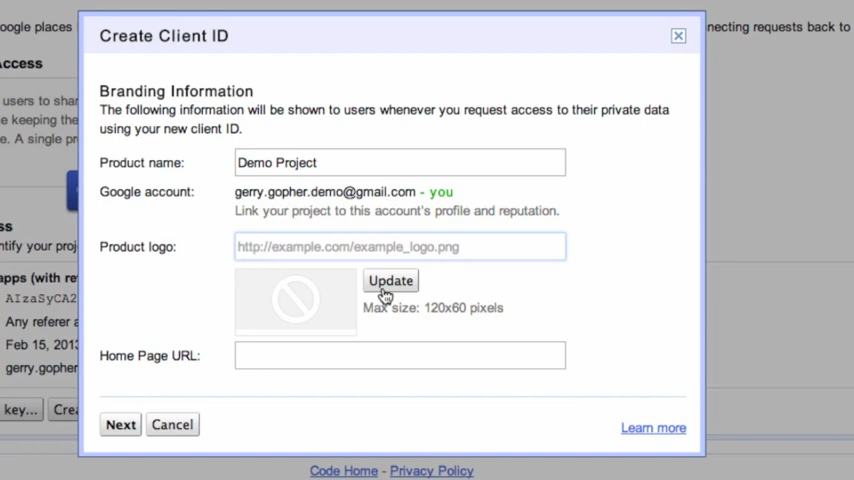 oogle places
nnecting requests back to
Access
users to shar
e keeping the
e. A single pr
ss
ntify your proj
apps (with re
AIzaSyCA2
Any referer a
Feb 15, 2013
gerry.gopher
key...
Crea
Create Client ID
Branding Information
The following information will be shown to users whenever you request access to their private data
using your new client ID.
Product name: Demo Project
Google account: gerry.gopher.demo@gmail.com - you
Link your project to this account's profile and reputation.
Product logo: http://example.com/example_logo.png
Update
Max size: 120x60 pixels
Home Page URL:
Next Cancel
Learn more
Code Home - Privacy Policy